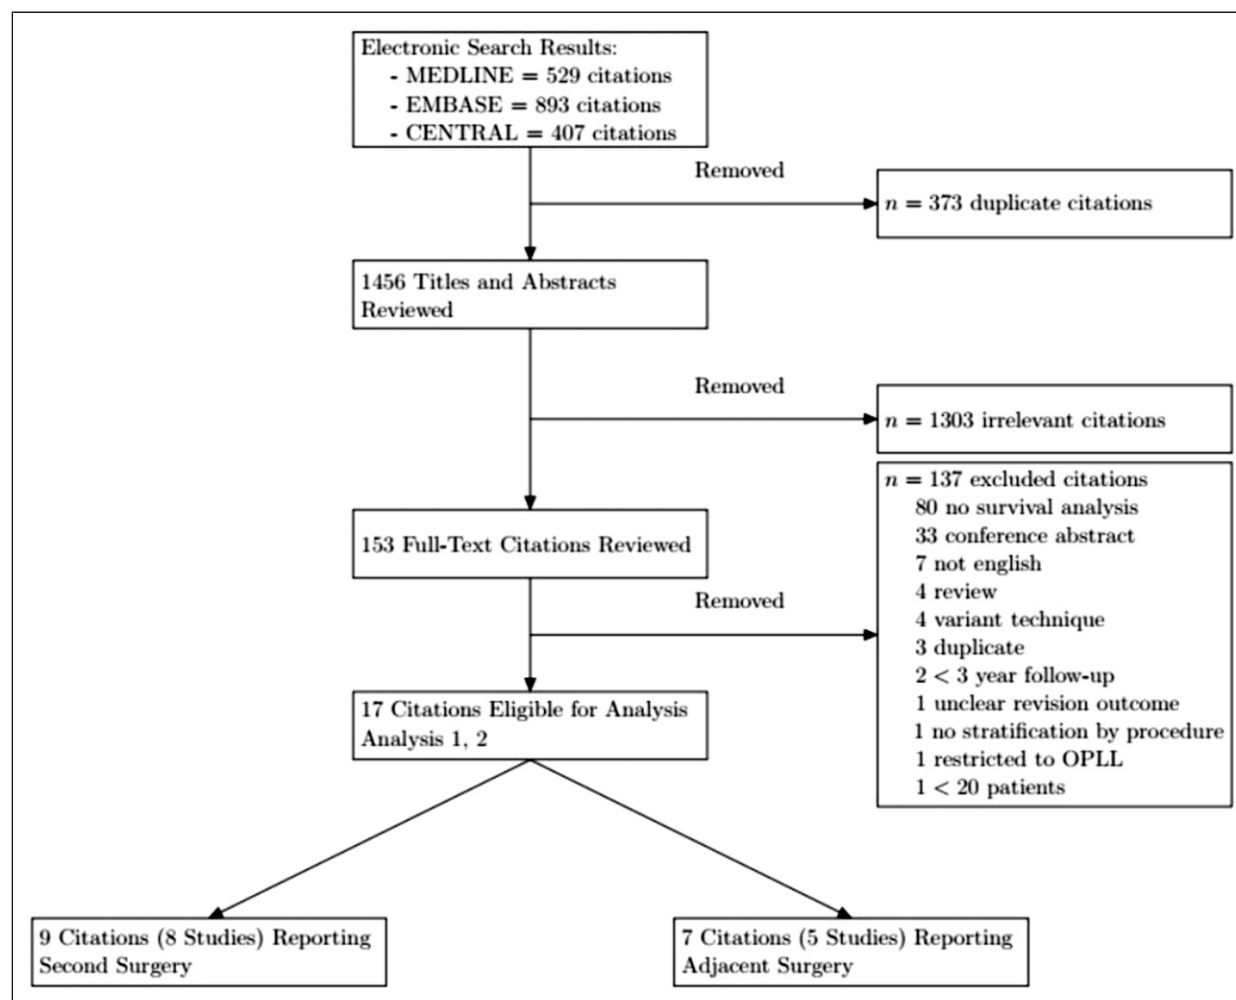 Electronic Search Results:
- MEDLINE = 529 citations
- EMBASE = 893 citations
- CENTRAL = 407 citations
Removed
n = 373 duplicate citations
1456 Titles and Abstracts
Reviewed
Removed
n = 1303 irrelevant citations
153 Full-Text Citations Reviewed
Removed
n = 137 excluded citations
80 no survival analysis
33 conference abstract
7 not english
4 review
4 variant technique
3 duplicate
2 < 3 year follow-up
1 unclear revision outcome
1 no stratification by procedure
1 restricted to OPLL
1 < 20 patients
17 Citations Eligible for Analysis
Analysis 1, 2
9 Citations (8 Studies) Reporting
Second Surgery
7 Citations (5 Studies) Reporting
Adjacent Surgery